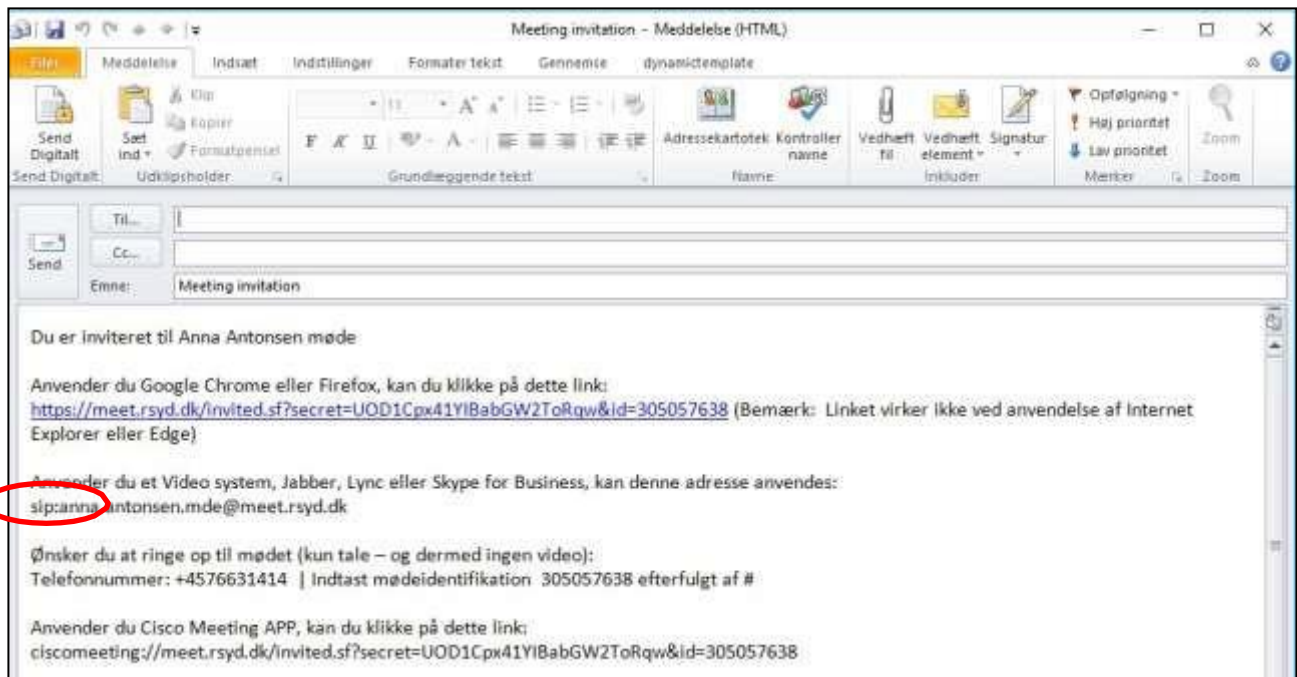 Meeting invitation - Meddelelse (HTML)
Filer Meddelelse Indsæt Indstillinger Formater tekst Gennemse dynamictemplate
Send Digitalt
Sæt ind
Klip
Kopier
Formatpensel
11
F K U
Adressekartotek Kontroller navne
Vedhæft fil Vedhæft element Signatur
Opfølgning
Høj prioritet
Lav prioritet
Zoom
Send Digitalt Udklipsholder Grundlæggende tekst Navne Inkluder Mærker Zoom
Send
Til...
Cc...
Emne: Meeting invitation
Du er inviteret til Anna Antonsen møde
Anvender du Google Chrome eller Firefox, kan du klikke på dette link:
https://meet.rsyd.dk/invited.sf?secret=UOD1Cpx41YIBabGW2ToRqw&id=305057638 (Bemærk: Linket virker ikke ved anvendelse af Internet
Explorer eller Edge)
Anvender du et Video system, Jabber, Lync eller Skype for Business, kan denne adresse anvendes:
sip:anna.antonsen.mde@meet.rsyd.dk
Ønsker du at ringe op til mødet (kun tale – og dermed ingen video):
Telefonnummer: +4576631414 | Indtast mødeidentifikation 305057638 efterfulgt af #
Anvender du Cisco Meeting APP, kan du klikke på dette link:
ciscomeeting://meet.rsyd.dk/invited.sf?secret=UOD1Cpx41YIBabGW2ToRqw&id=305057638